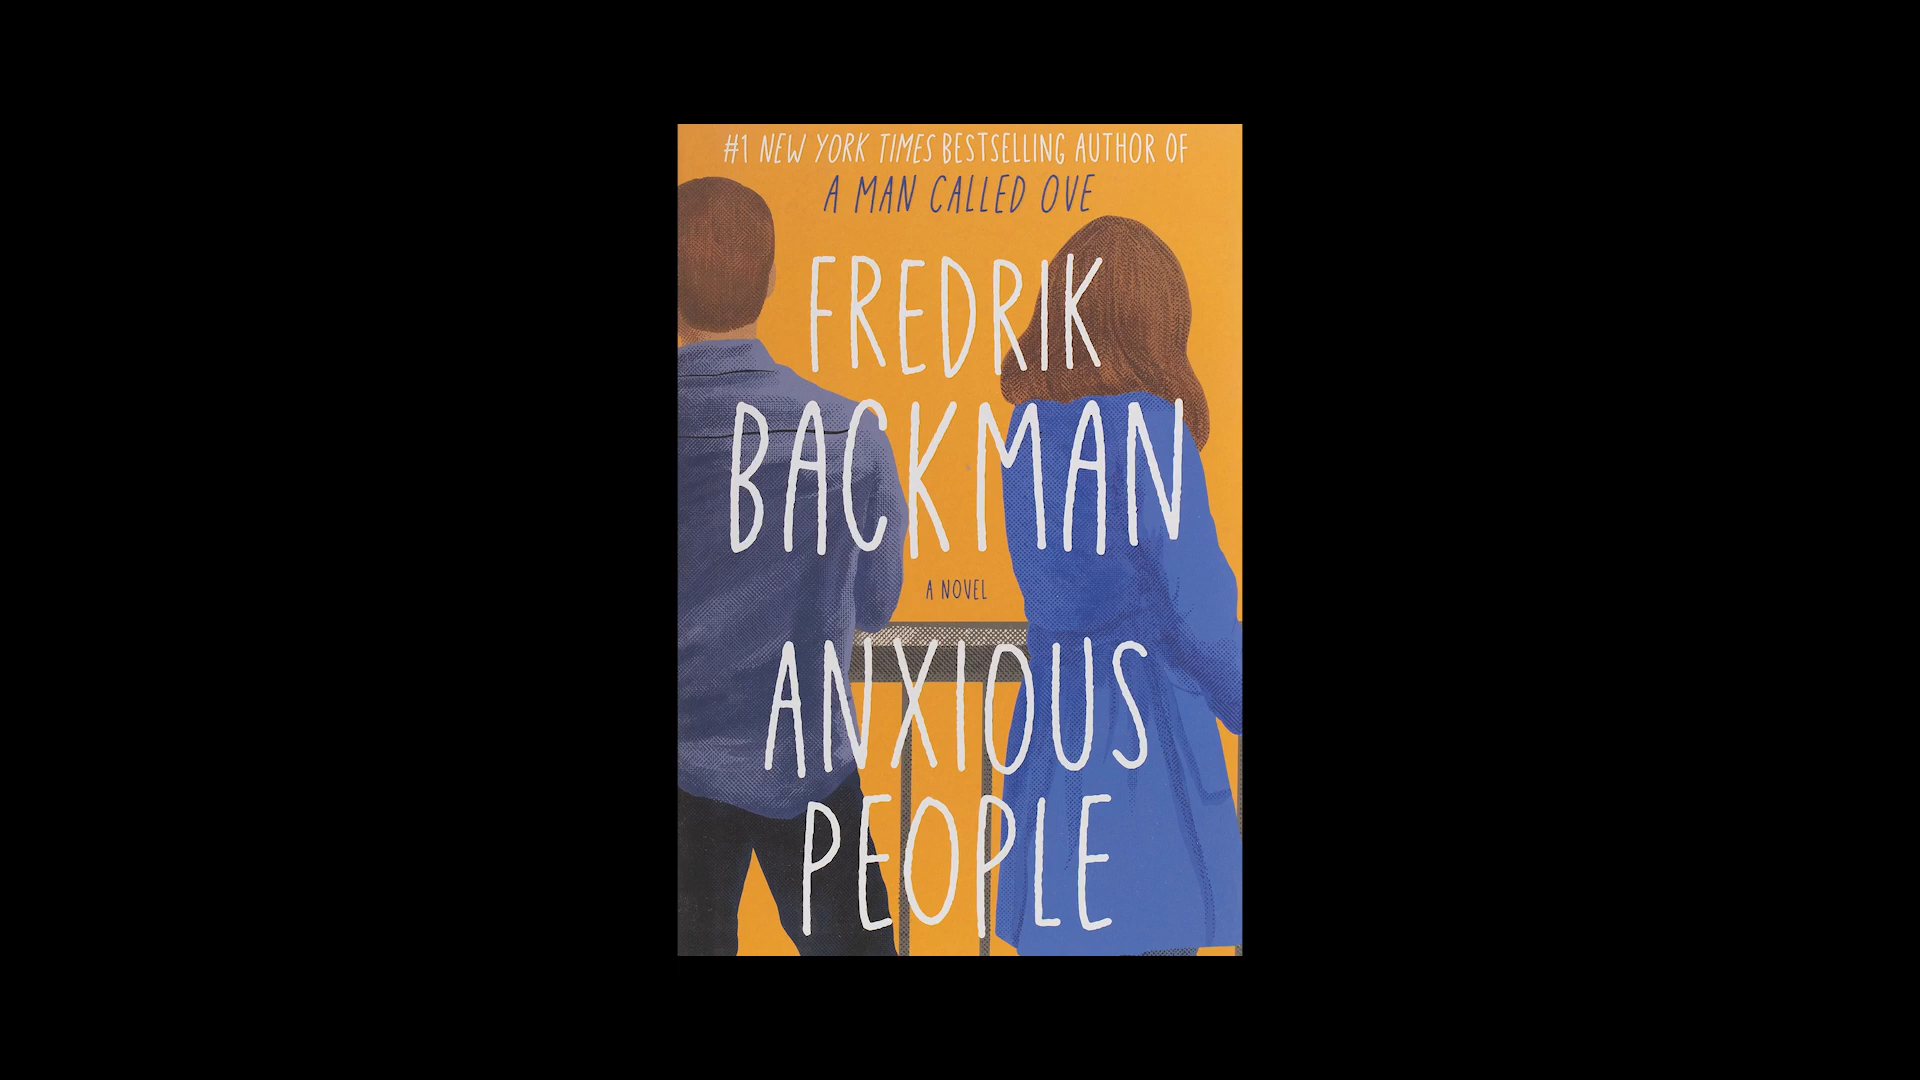 #1 NEW YORK TIMES BESTSELLING AUTHOR OF
A MAN CALLED OVE
FREDRIK
BACKMAN
A NOVEL
ANXIOUS
PEOPLE